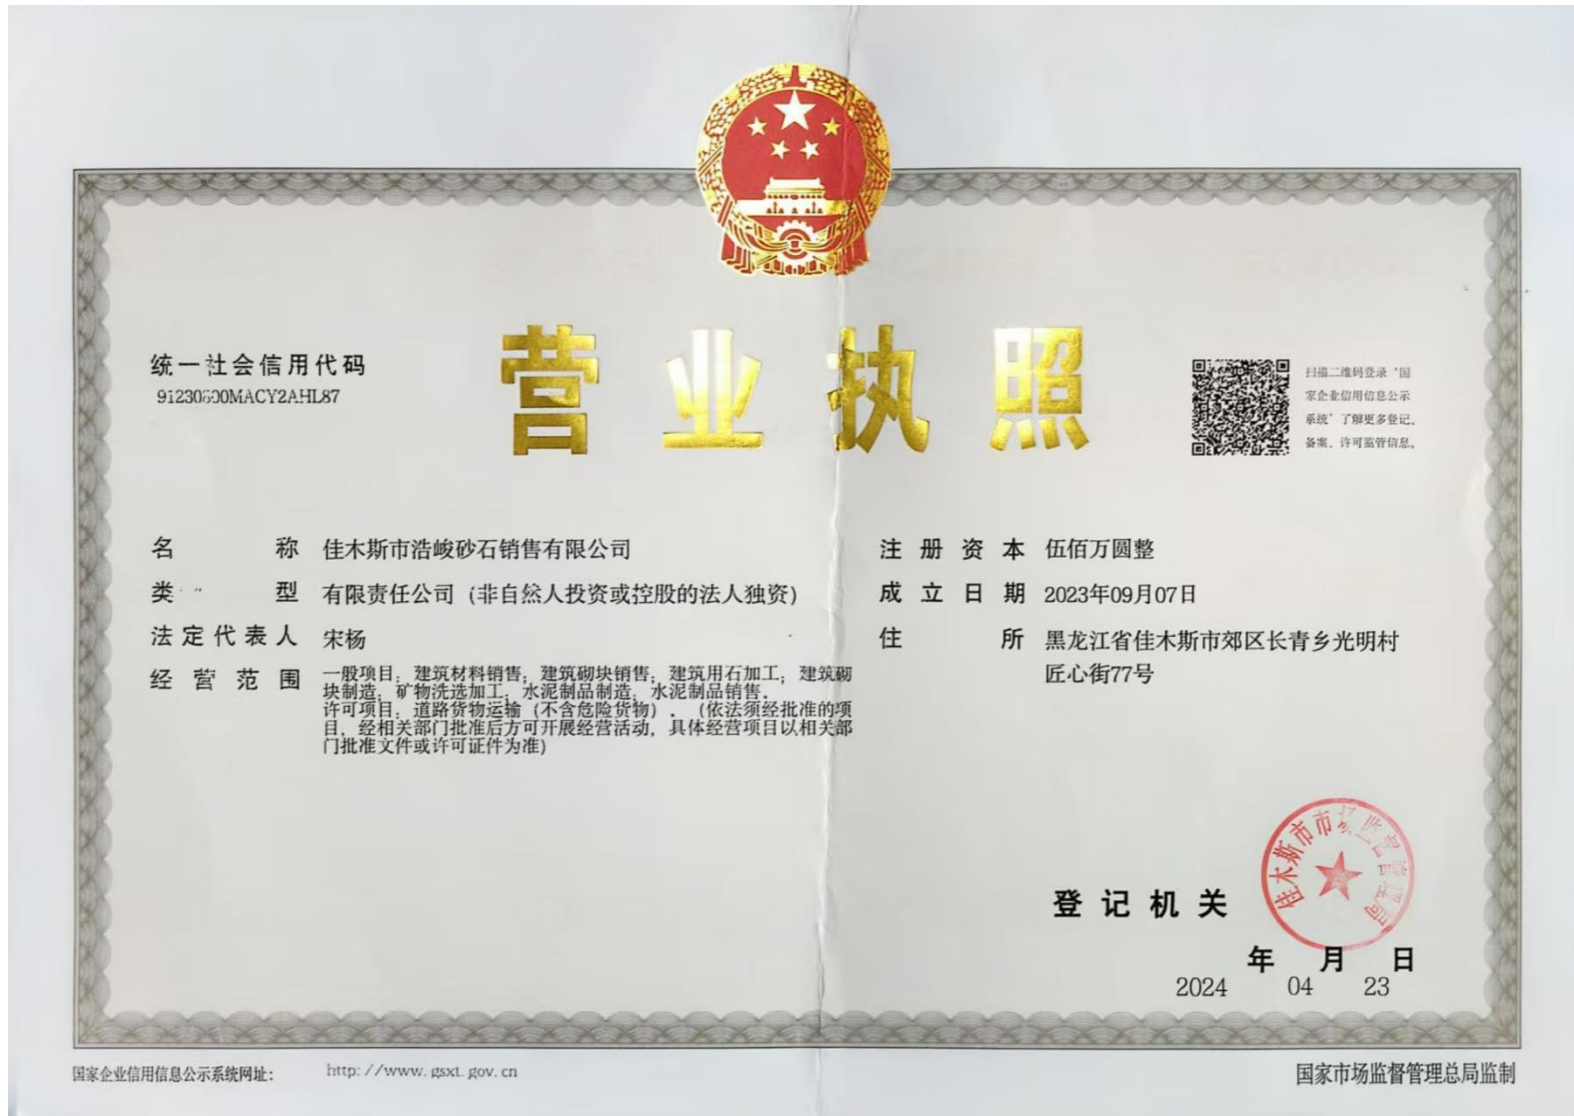 营业执照
统一社会信用代码
91230800MACY2AHL87
扫描二维码登录‘国
家企业信用信息公示
系统’了解更多登记、
备案、许可监管信息。
名 称 佳木斯市浩峻砂石销售有限公司
类 型 有限责任公司（非自然人投资或控股的法人独资）
法定代表人 宋杨
经营范围 一般项目：建筑材料销售；建筑砌块销售；建筑用石加工；建筑砌
块制造；矿物洗选加工；水泥制品制造；水泥制品销售。
许可项目：道路货物运输（不含危险货物）。（依法须经批准的项
目，经相关部门批准后方可开展经营活动，具体经营项目以相关部
门批准文件或许可证件为准）
注册资本 伍佰万圆整
成立日期 2023年09月07日
住 所 黑龙江省佳木斯市郊区长青乡光明村
匠心街77号
佳木斯市市场监督管理局
登记机关
年 月 日
2024 04 23
国家企业信用信息公示系统网址： http://www.gsxt.gov.cn
国家市场监督管理总局监制